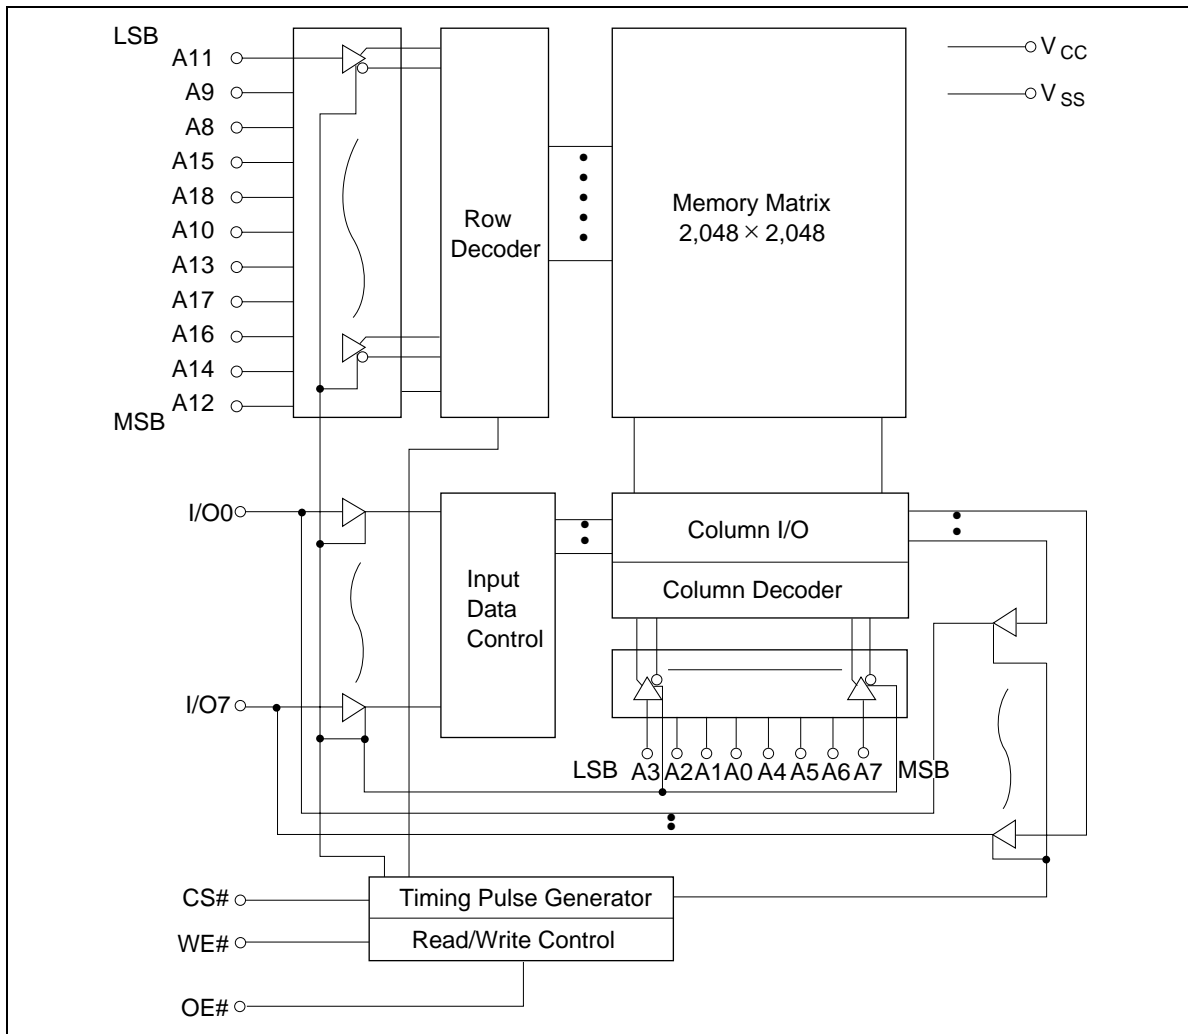 LSB
A11
A9
A8
A15
A18
A10
A13
A17
A16
A14
A12
MSB
Row
Decoder
Memory Matrix
2,048 × 2,048
V CC
V SS
I/O0
I/O7
Input
Data
Control
Column I/O
Column Decoder
LSB A3 A2 A1 A0 A4 A5 A6 A7 MSB
CS#
WE#
OE#
Timing Pulse Generator
Read/Write Control